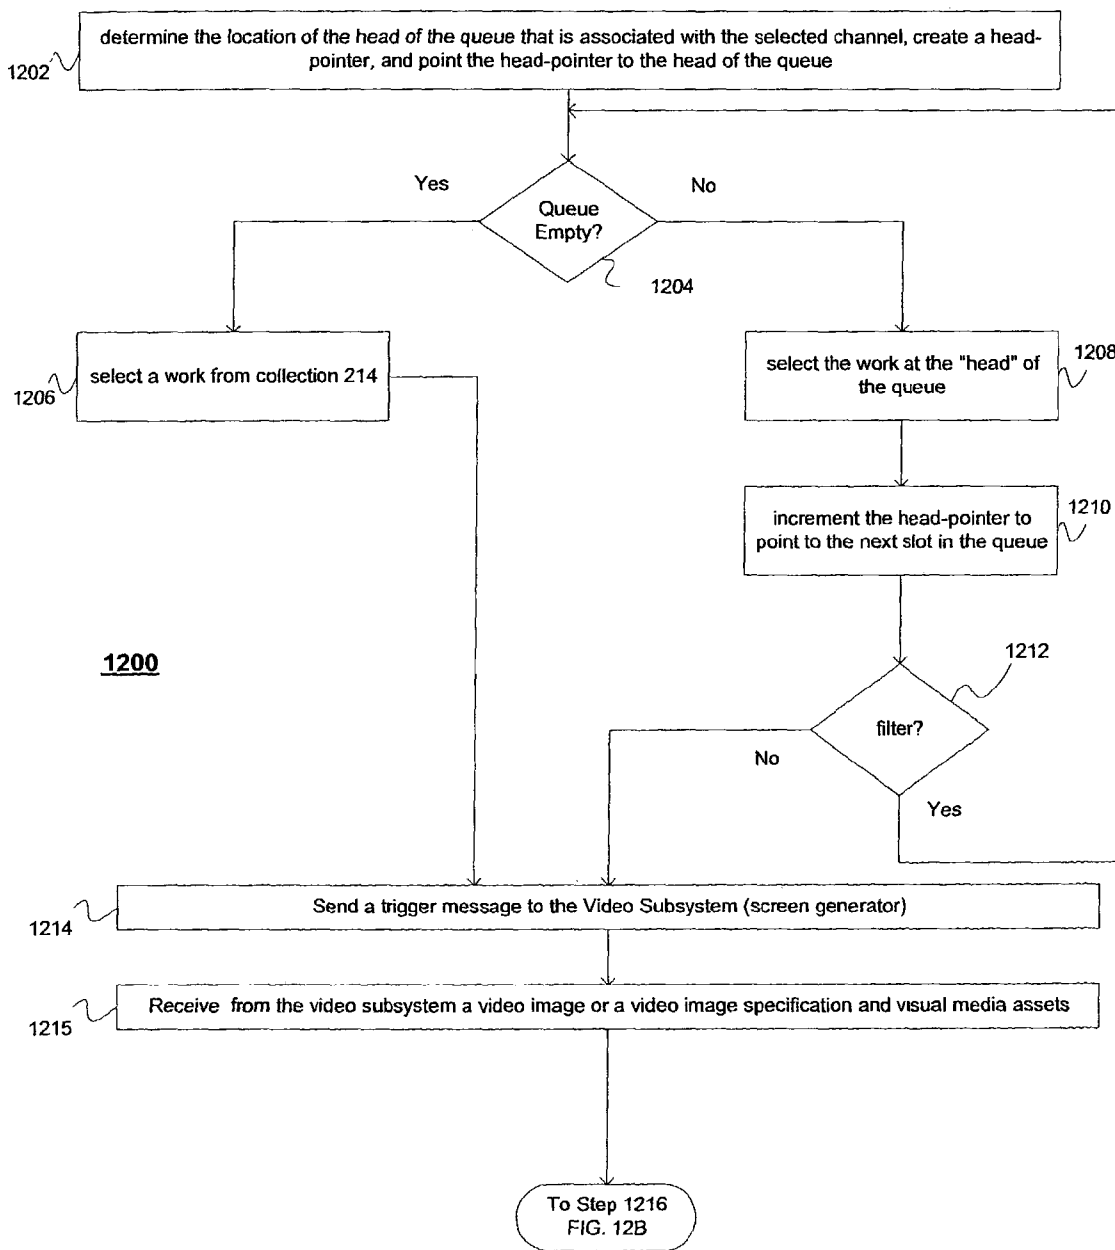 determine the location of the head of the queue that is associated with the selected channel, create a head-
pointer, and point the head-pointer to the head of the queue
1202
Yes
No
Queue
Empty?
1204
select a work from collection 214
1206
select the work at the "head" of
the queue
1208
increment the head-pointer to
point to the next slot in the queue
1210
1200
1212
filter?
No
Yes
Send a trigger message to the Video Subsystem (screen generator)
1214
Receive from the video subsystem a video image or a video image specification and visual media assets
1215
To Step 1216
FIG. 12B